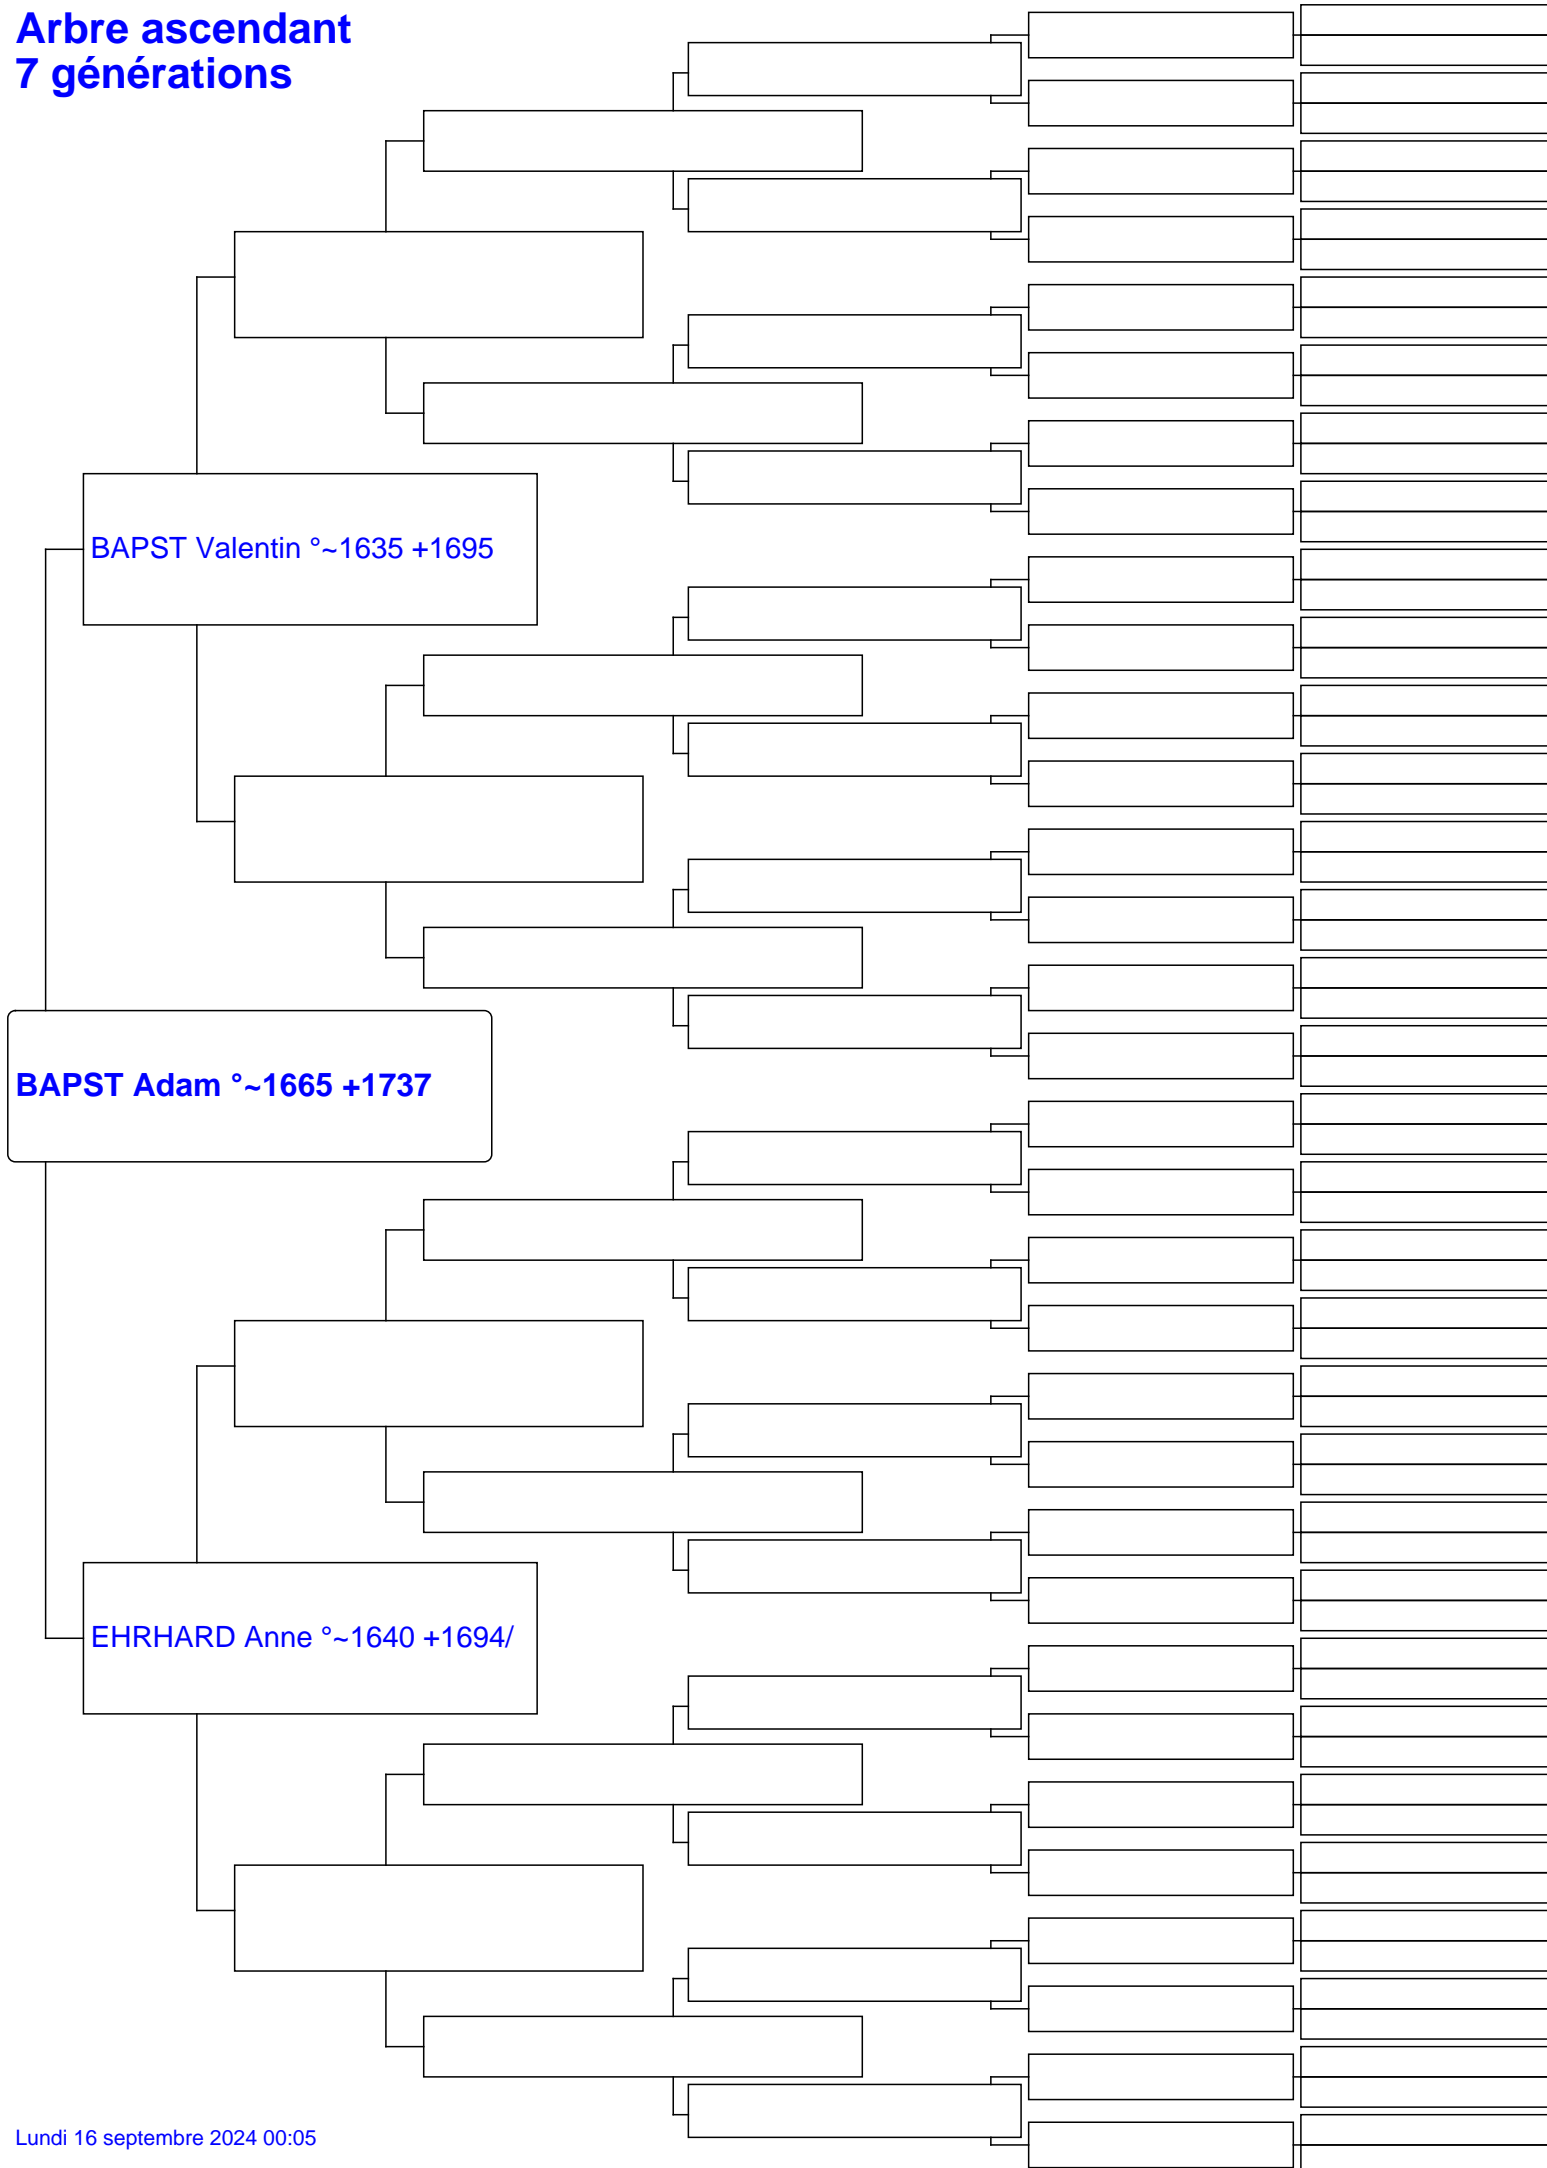 Arbre ascendant
7 générations
BAPST Valentin °~1635 +1695
BAPST Adam °~1665 +1737
EHRHARD Anne °~1640 +1694/
Lundi 16 septembre 2024 00:05